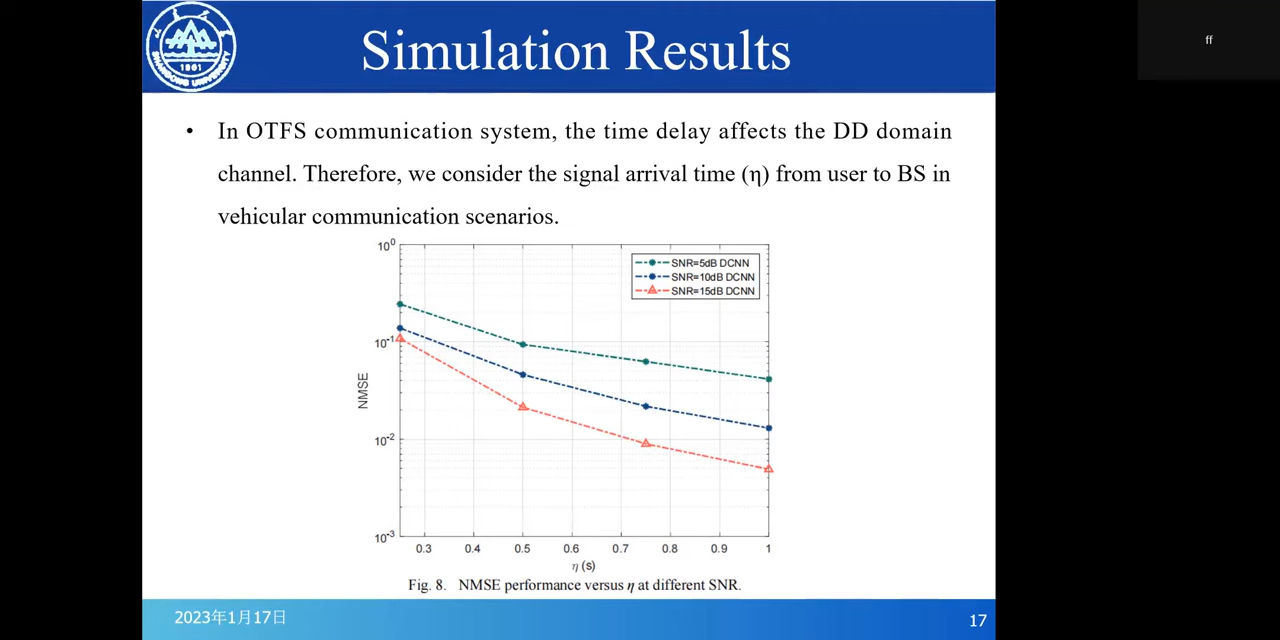 Simulation Results
SHANDONG UNIVERSITY
1901
ff
• In OTFS communication system, the time delay affects the DD domain
channel. Therefore, we consider the signal arrival time (η) from user to BS in
vehicular communication scenarios.
10⁰
10⁻¹
10⁻²
10⁻³
NMSE
SNR=5dB DCNN
SNR=10dB DCNN
SNR=15dB DCNN
0.3 0.4 0.5 0.6 0.7 0.8 0.9 1
η (s)
Fig. 8. NMSE performance versus η at different SNR.
2023年1月17日
17